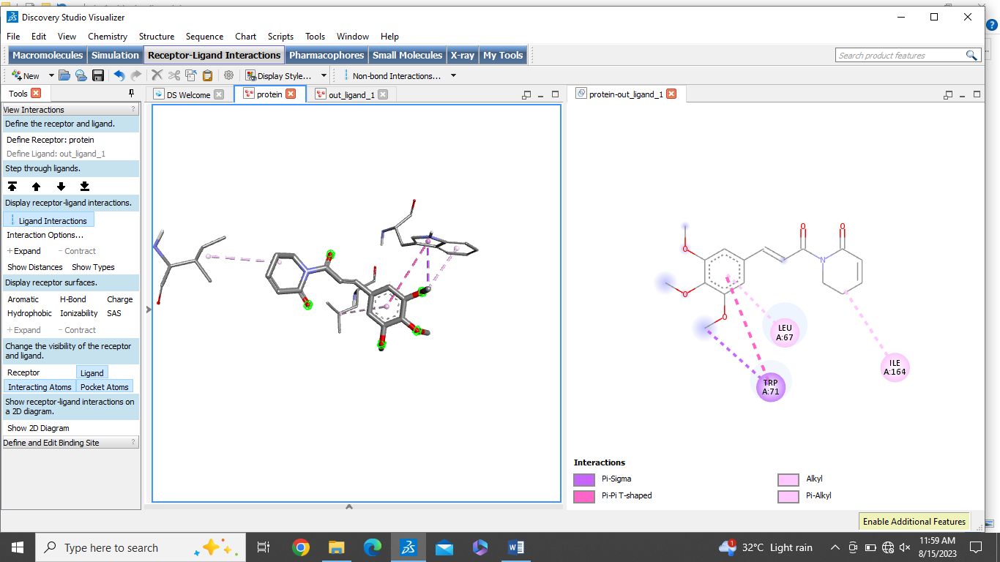 Discovery Studio Visualizer
File Edit View Chemistry Structure Sequence Chart Scripts Tools Window Help
Macromolecules Simulation Receptor-Ligand Interactions Pharmacophores Small Molecules X-ray My Tools
Search product features
New Display Style... Non-bond Interactions...
Tools
DS Welcome protein out_ligand_1
protein-out_ligand_1
View Interactions ?
Define the receptor and ligand.
Define Receptor: protein
Define Ligand: out_ligand_1
Step through ligands.
Display receptor-ligand interactions.
Ligand Interactions
Interaction Options...
+ Expand - Contract
Show Distances Show Types
Display receptor surfaces.
Aromatic H-Bond Charge
Hydrophobic Ionizability SAS
+ Expand - Contract
Change the visibility of the receptor
and ligand.
Receptor Ligand
Interacting Atoms Pocket Atoms
Show receptor-ligand interactions on
a 2D diagram.
Show 2D Diagram
Define and Edit Binding Site ?
O O
O
N
O
O
LEU
A:67
ILE
A:164
TRP
A:71
Interactions
Pi-Sigma Alkyl
Pi-Pi T-shaped Pi-Alkyl
Enable Additional Features
Type here to search
1
32°C Light rain
11:59 AM
8/15/2023